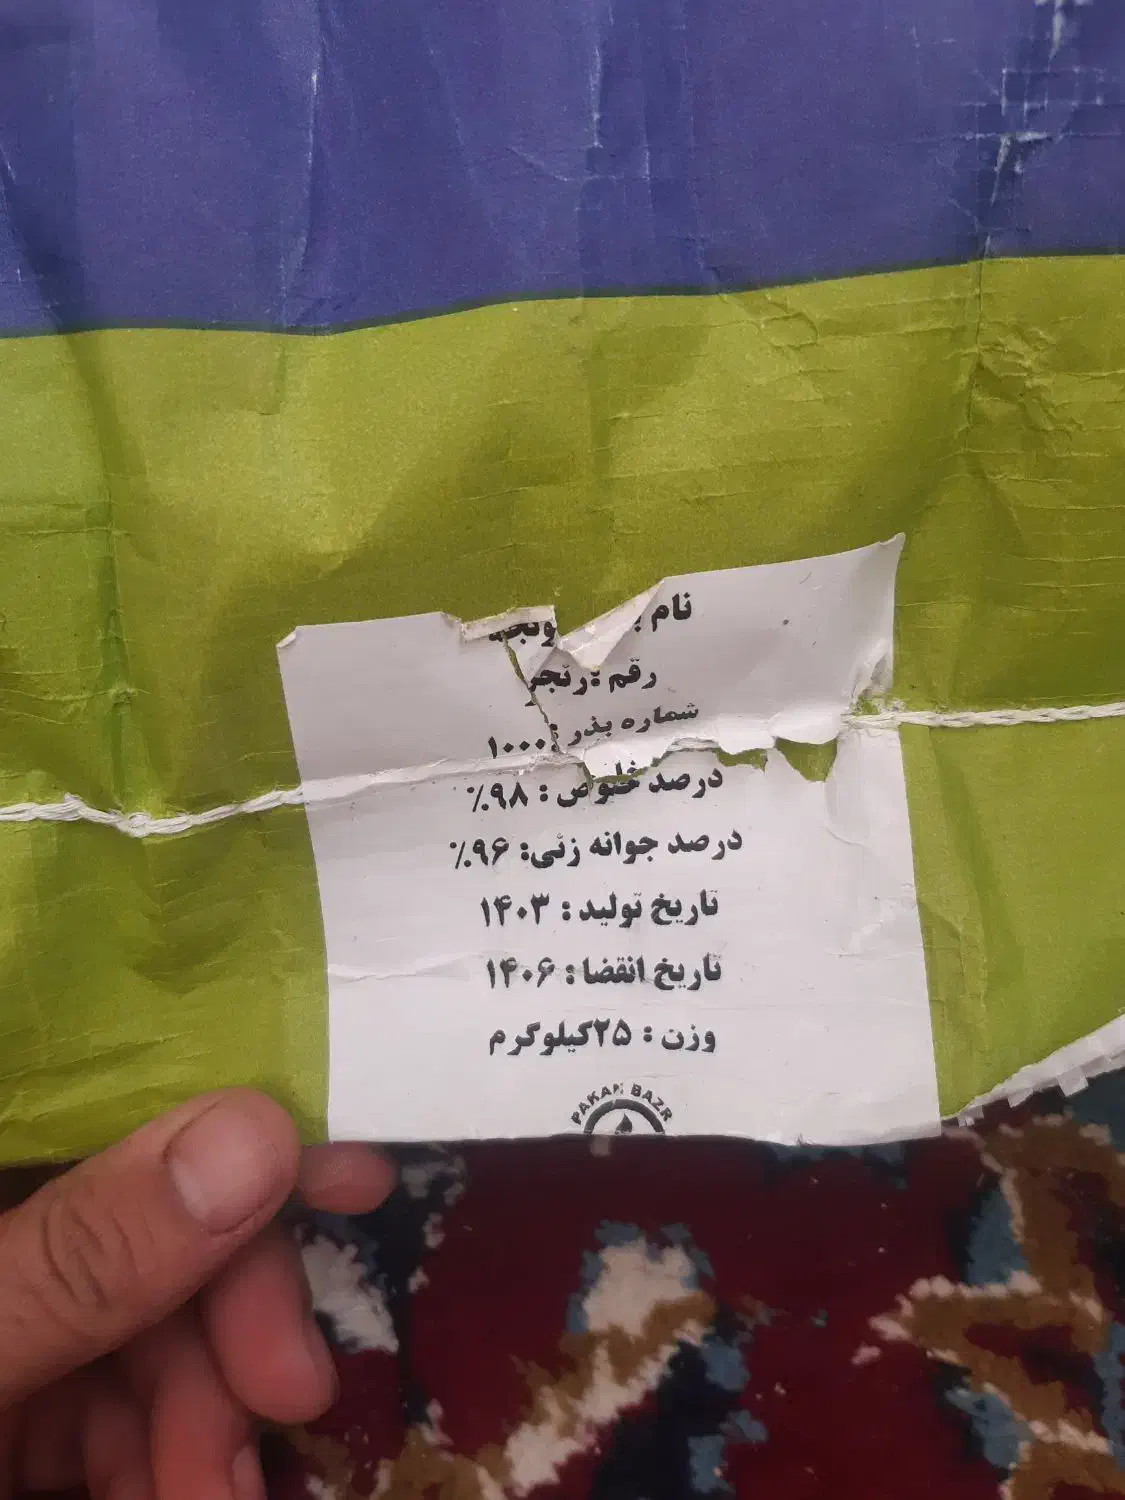 نام
رقم :رنجر
شماره بذر :۱۰۰۰
درصد خلوص : ۹۸٪
درصد جوانه زنی: ۹۶٪
تاریخ تولید : ۱۴۰۳
تاریخ انقضا : ۱۴۰۶
وزن : ۲۵کیلوگرم
PAKAN BAZR